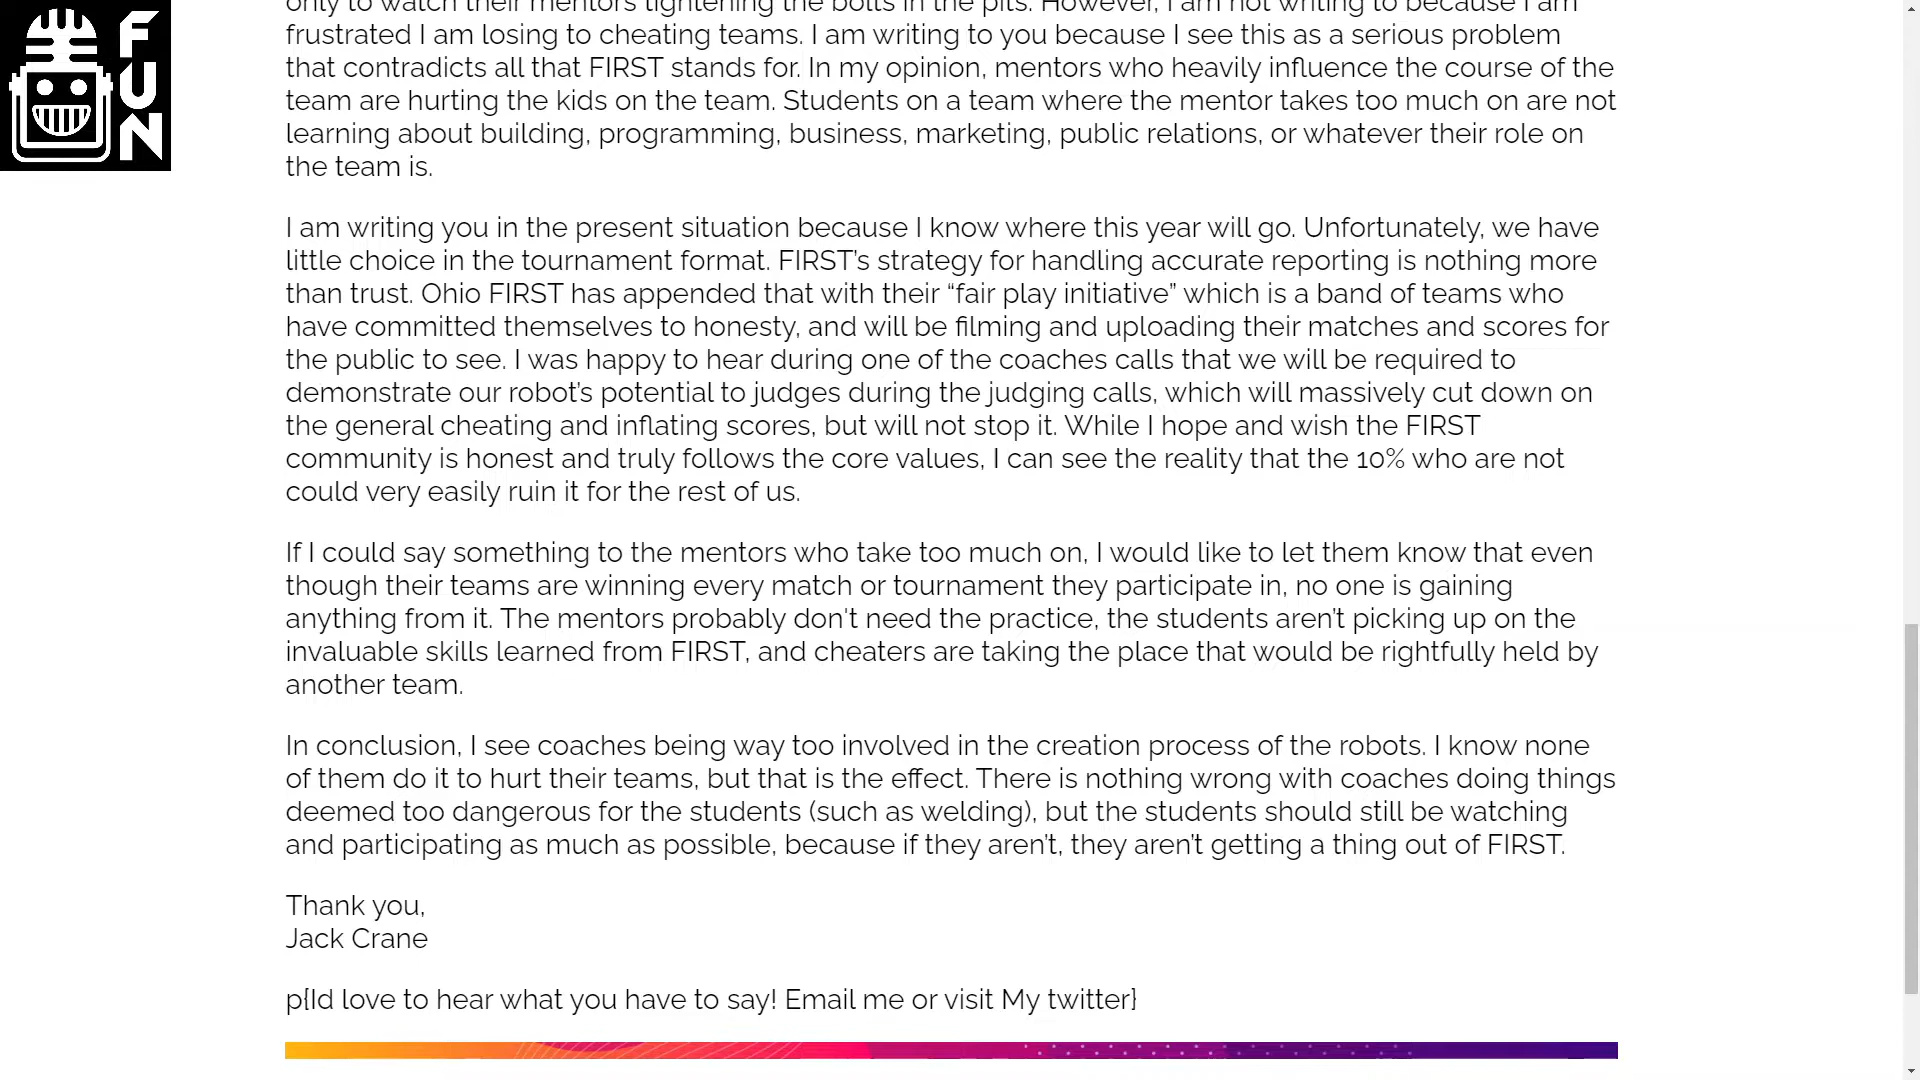 FUN
only to watch their mentors tightening the bolts in the pits. However, I am not writing to because I am
frustrated I am losing to cheating teams. I am writing to you because I see this as a serious problem
that contradicts all that FIRST stands for. In my opinion, mentors who heavily influence the course of the
team are hurting the kids on the team. Students on a team where the mentor takes too much on are not
learning about building, programming, business, marketing, public relations, or whatever their role on
the team is.
I am writing you in the present situation because I know where this year will go. Unfortunately, we have
little choice in the tournament format. FIRST’s strategy for handling accurate reporting is nothing more
than trust. Ohio FIRST has appended that with their “fair play initiative” which is a band of teams who
have committed themselves to honesty, and will be filming and uploading their matches and scores for
the public to see. I was happy to hear during one of the coaches calls that we will be required to
demonstrate our robot’s potential to judges during the judging calls, which will massively cut down on
the general cheating and inflating scores, but will not stop it. While I hope and wish the FIRST
community is honest and truly follows the core values, I can see the reality that the 10% who are not
could very easily ruin it for the rest of us.
If I could say something to the mentors who take too much on, I would like to let them know that even
though their teams are winning every match or tournament they participate in, no one is gaining
anything from it. The mentors probably don't need the practice, the students aren’t picking up on the
invaluable skills learned from FIRST, and cheaters are taking the place that would be rightfully held by
another team.
In conclusion, I see coaches being way too involved in the creation process of the robots. I know none
of them do it to hurt their teams, but that is the effect. There is nothing wrong with coaches doing things
deemed too dangerous for the students (such as welding), but the students should still be watching
and participating as much as possible, because if they aren’t, they aren’t getting a thing out of FIRST.
Thank you,
Jack Crane
p{Id love to hear what you have to say! Email me or visit My twitter}